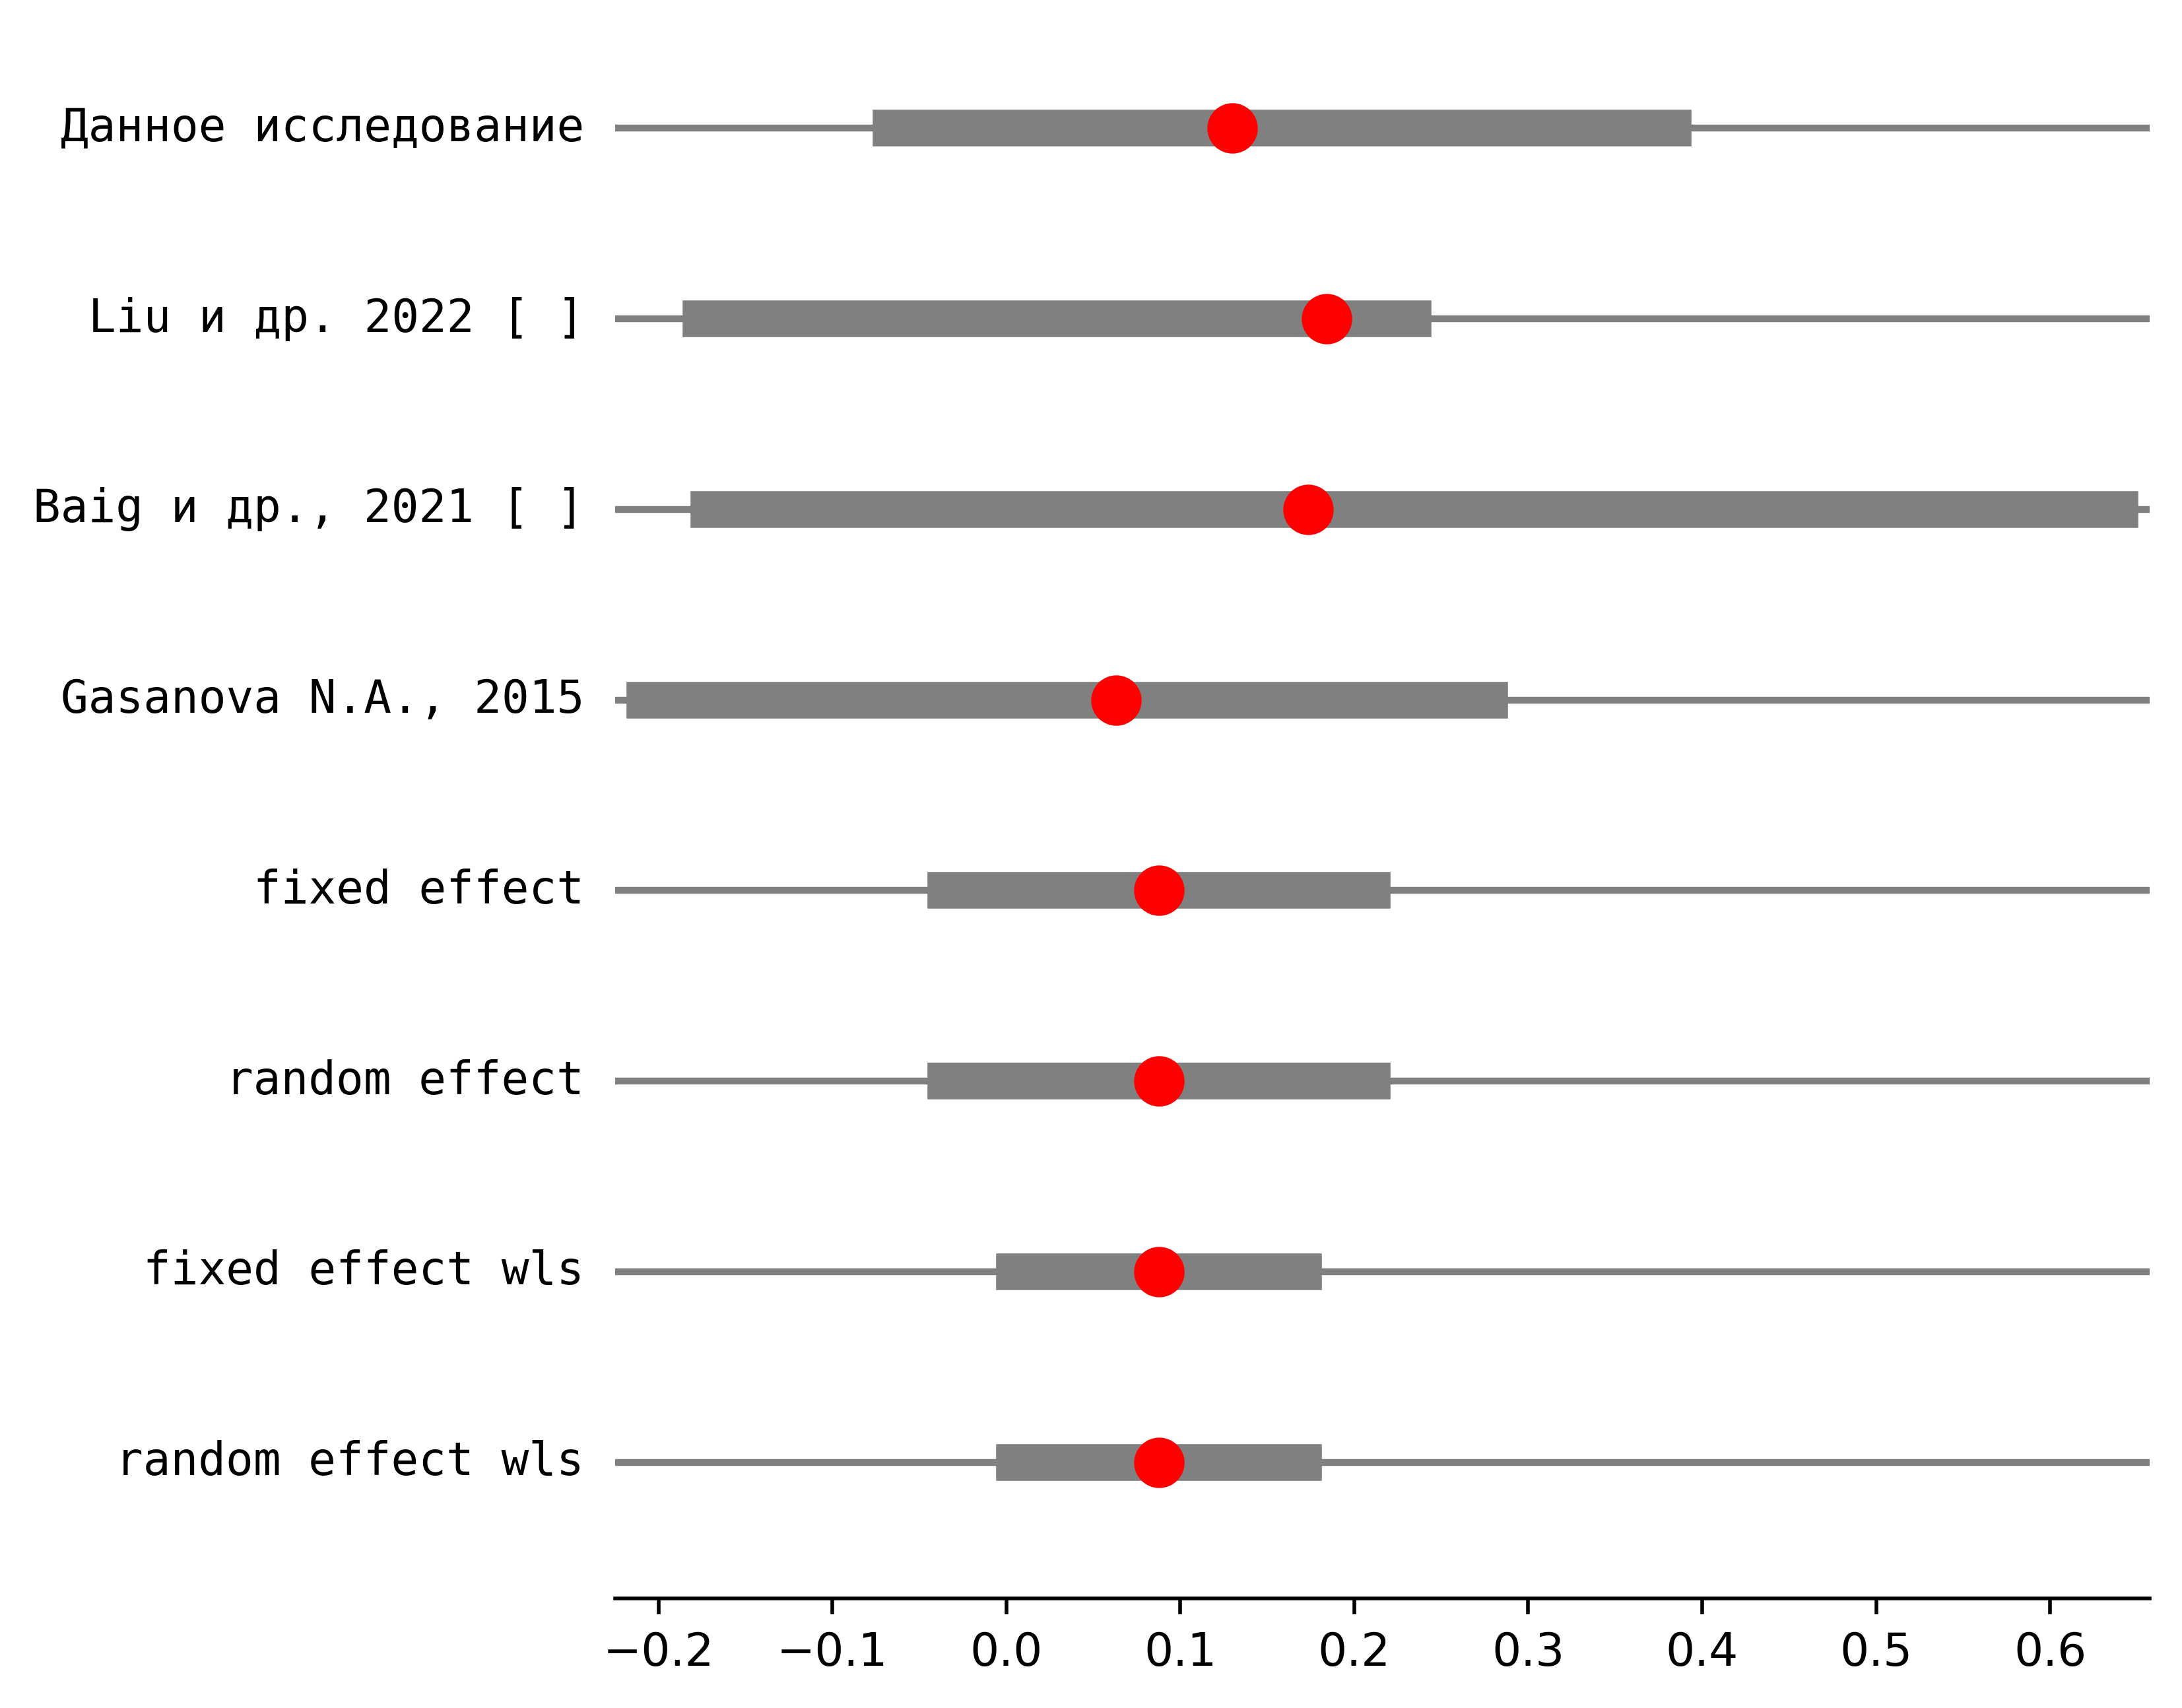 Данное исследование
Liu и др. 2022 [ ]
Baig и др., 2021 [ ]
Gasanova N.A., 2015
fixed effect
random effect
fixed effect wls
random effect wls
−0.2 −0.1 0.0 0.1 0.2 0.3 0.4 0.5 0.6